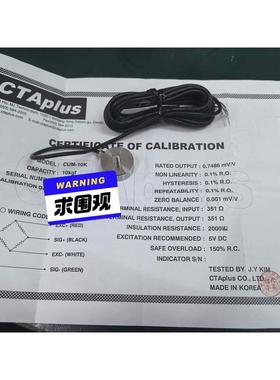 CTAplus
CERTIFICATE OF CALIBRATION
MODEL: CUM-10K
CAPACITY: 10kgf
SERIAL NUM
CALIBRATION DA
RATED OUTPUT: 0.7486 mV/V
NON LINEARITY: 0.1% R.O.
HYSTERESIS: 0.1% R.O.
REPEATABILITY: 0.1% R.O.
ZERO BALANCE: 0.001 mV/V
TERMINAL RESISTANCE, INPUT: 351 Ω
TERMINAL RESISTANCE, OUTPUT: 351 Ω
INSULATION RESISTANCE: 2000MΩ
EXCITATION RECOMMENDED: 5V DC
SAFE OVERLOAD: 150% R.C.
INDICATOR S/N:
WARNING
求围观
WIRING CODE
EXC+ (RED)
SIG- (BLACK)
EXC- (WHITE)
SIG+ (GREEN)
TESTED BY J.Y KIM
CTAplus CO., LTD.
MADE IN KOREA